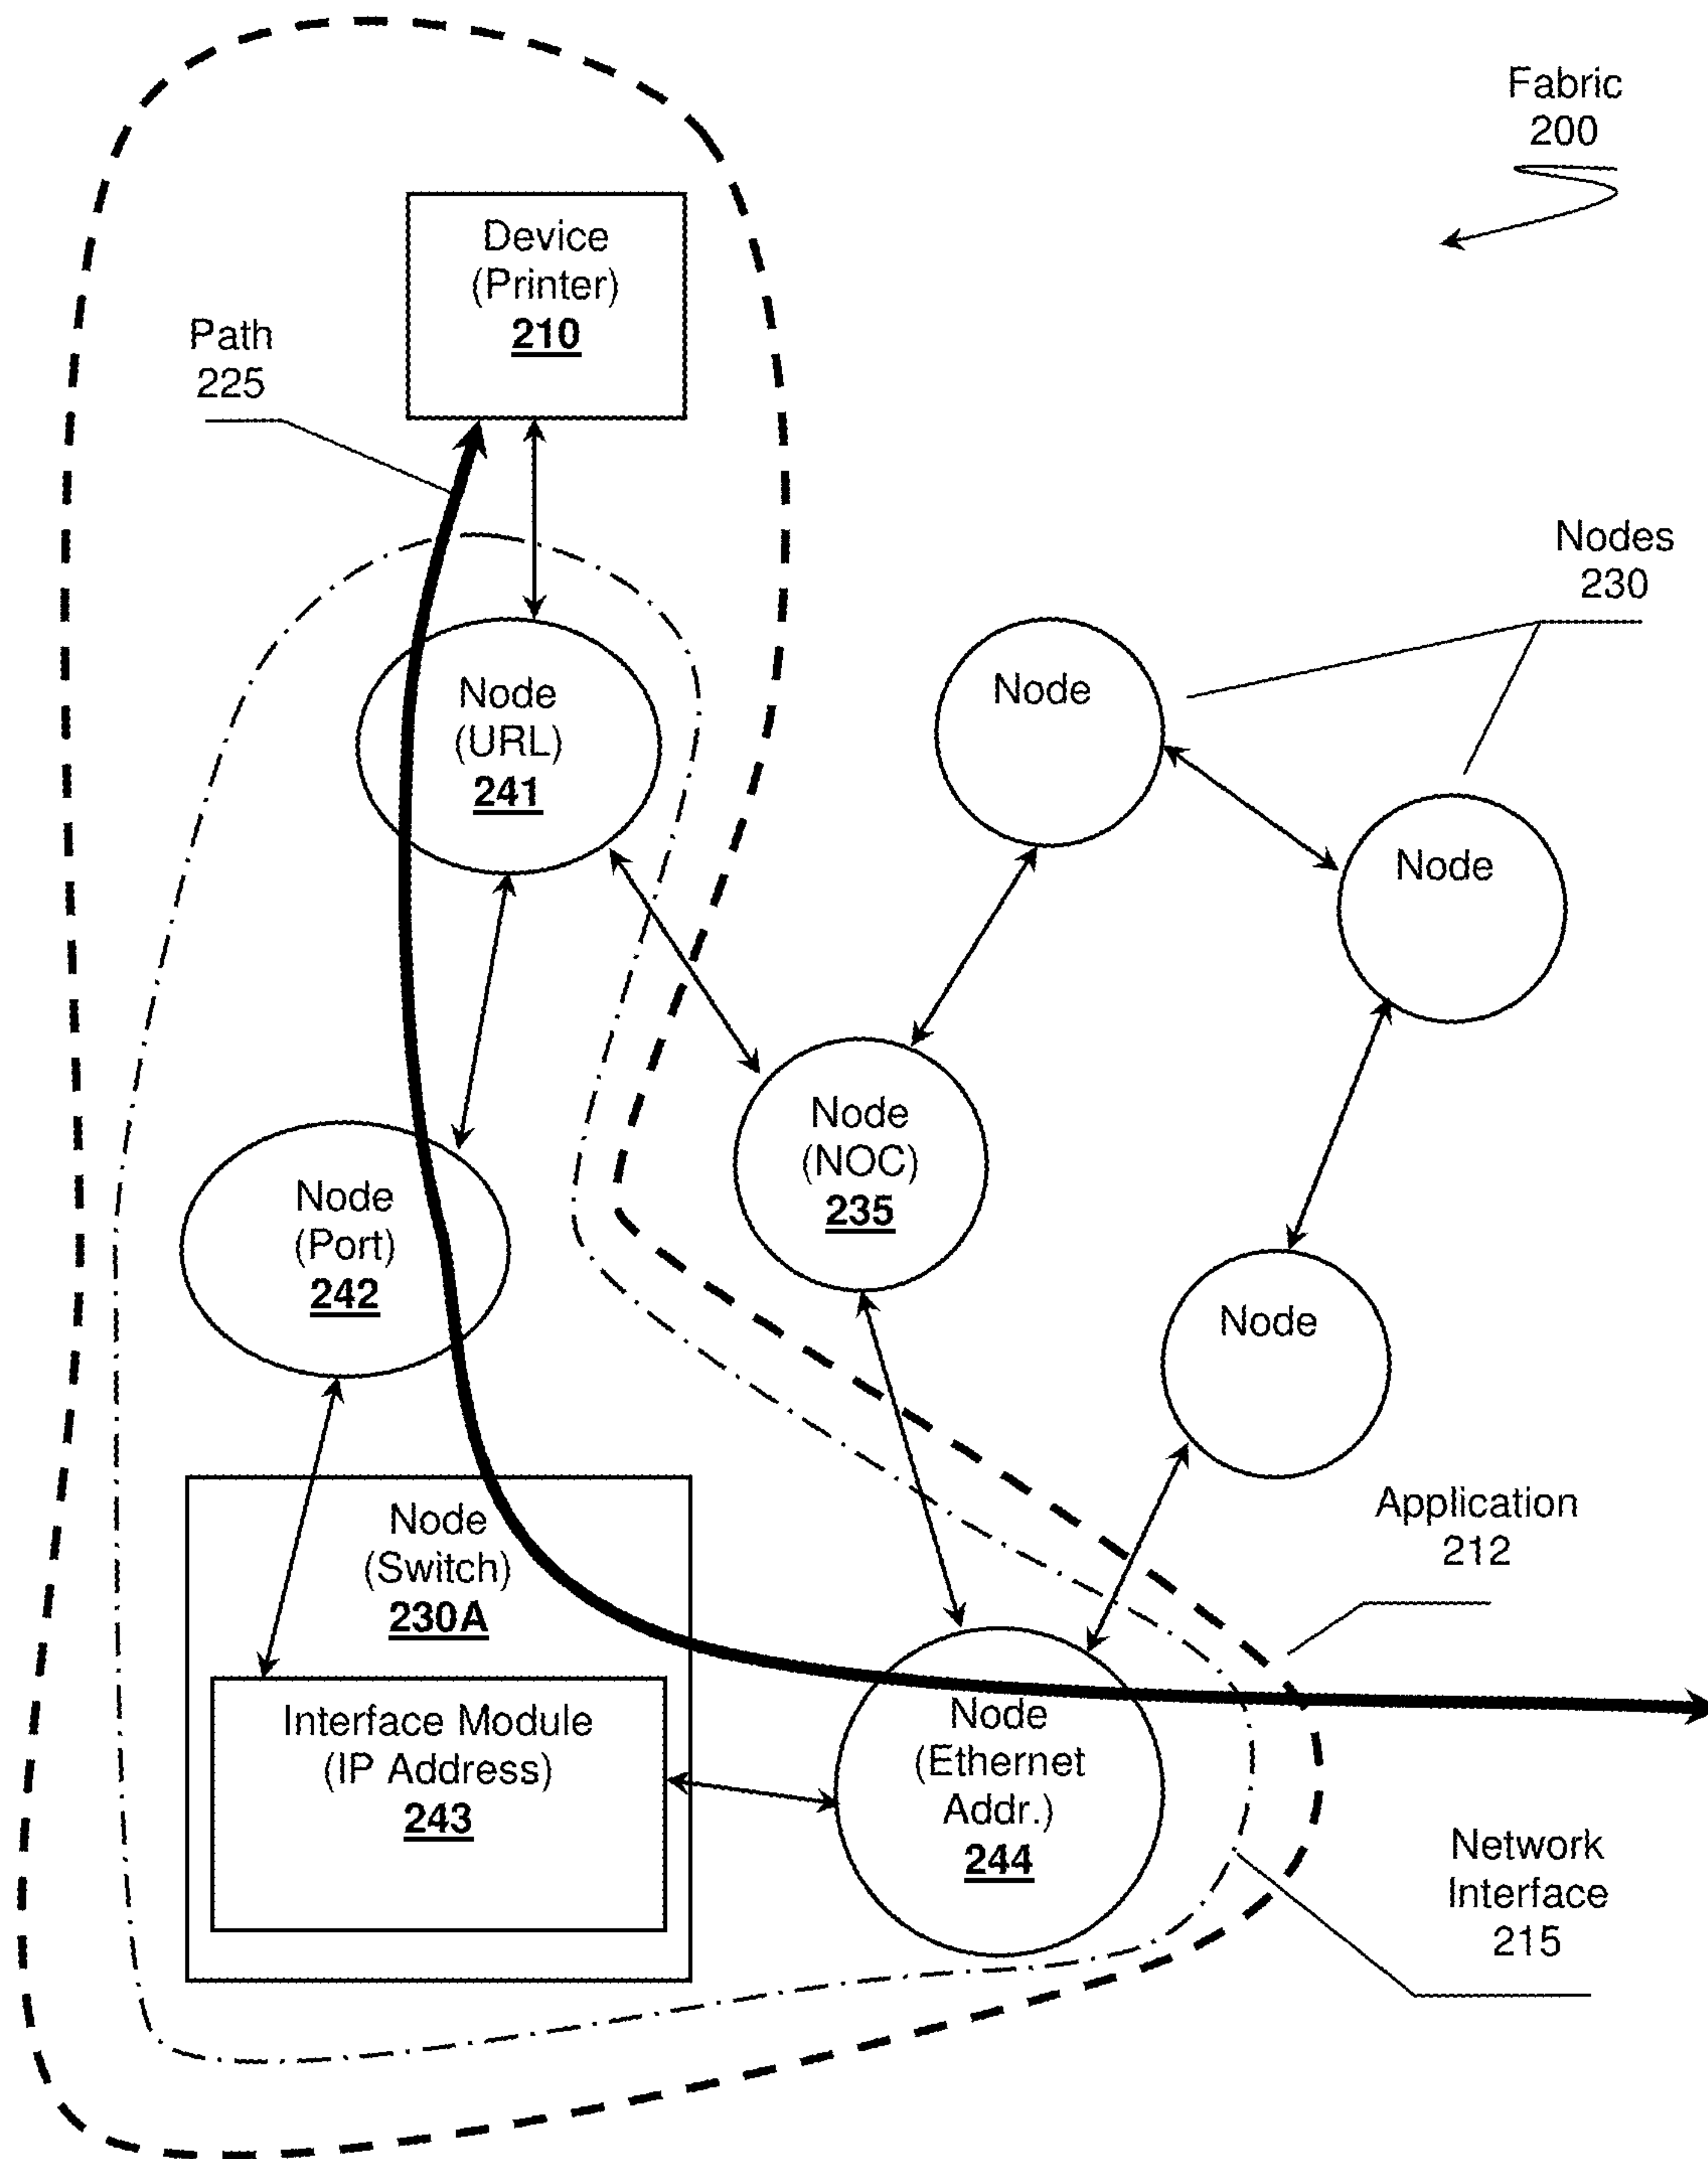 Fabric
200
Device
(Printer)
210
Path
225
Nodes
230
Node
(URL)
241
Node
Node
Node
(NOC)
235
Node
(Port)
242
Node
Application
212
Node
(Switch)
230A
Interface Module
(IP Address)
243
Node
(Ethernet
Addr.)
244
Network
Interface
215